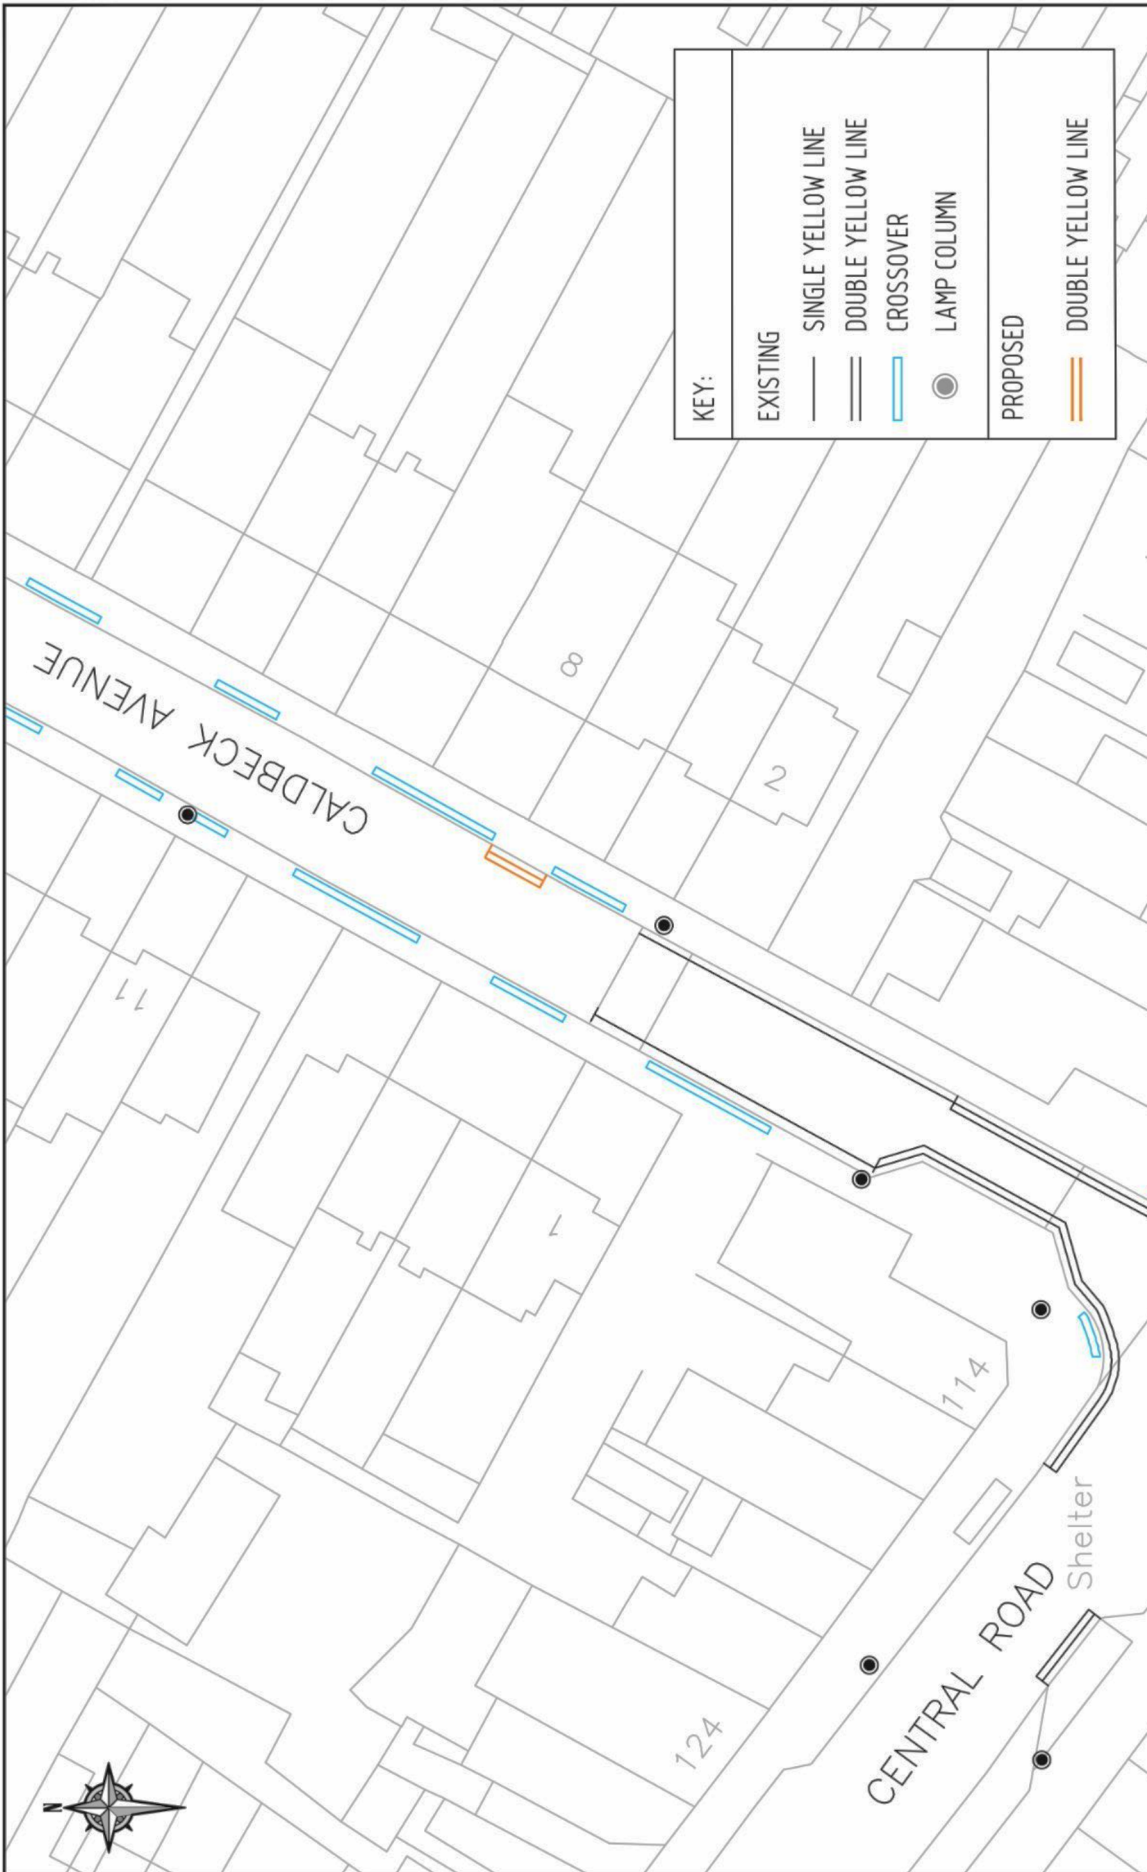 KEY:
EXISTING
SINGLE YELLOW LINE
DOUBLE YELLOW LINE
CROSSOVER
LAMP COLUMN
PROPOSED
DOUBLE YELLOW LINE
N
CALDBECK AVENUE
CENTRAL ROAD
Shelter
124
114
1
11
2
8